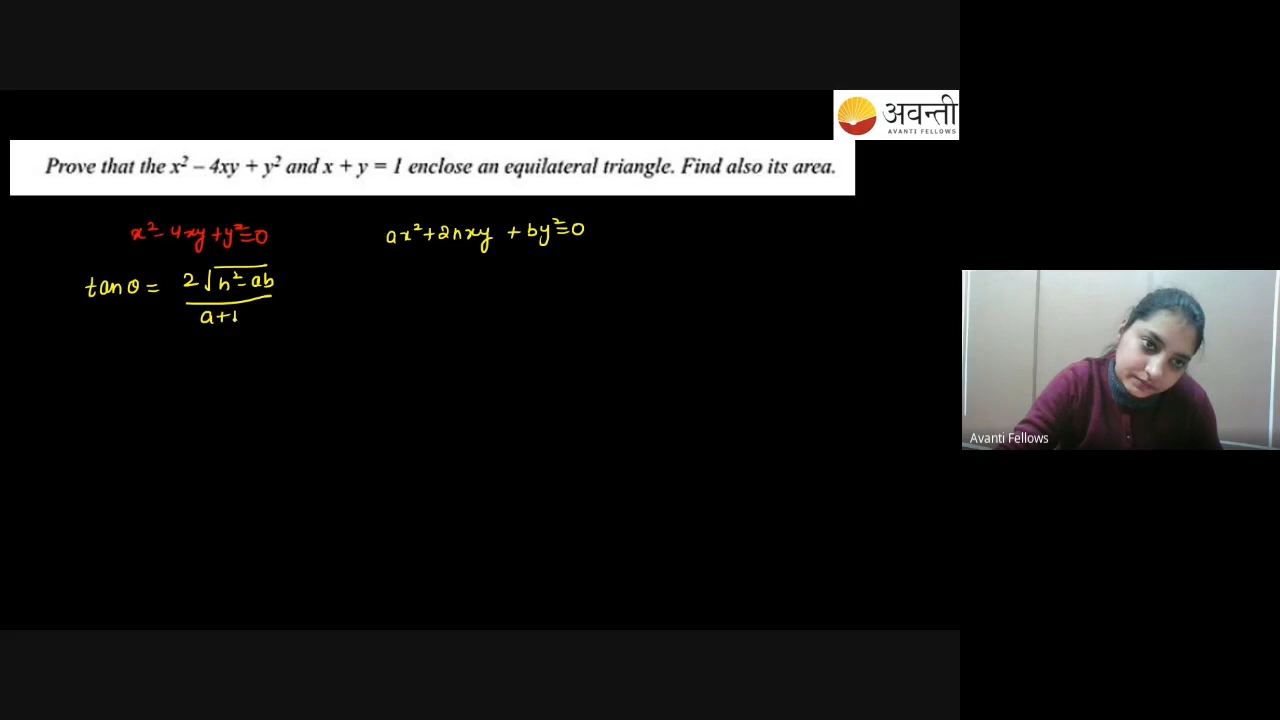 अवन्ती
AVANTI FELLOWS
Prove that the x² – 4xy + y² and x + y = 1 enclose an equilateral triangle. Find also its area.
x² - 4xy + y² = 0
ax² + 2hxy + by² = 0
tan θ = 2√(h² - ab)
a+1
Avanti Fellows